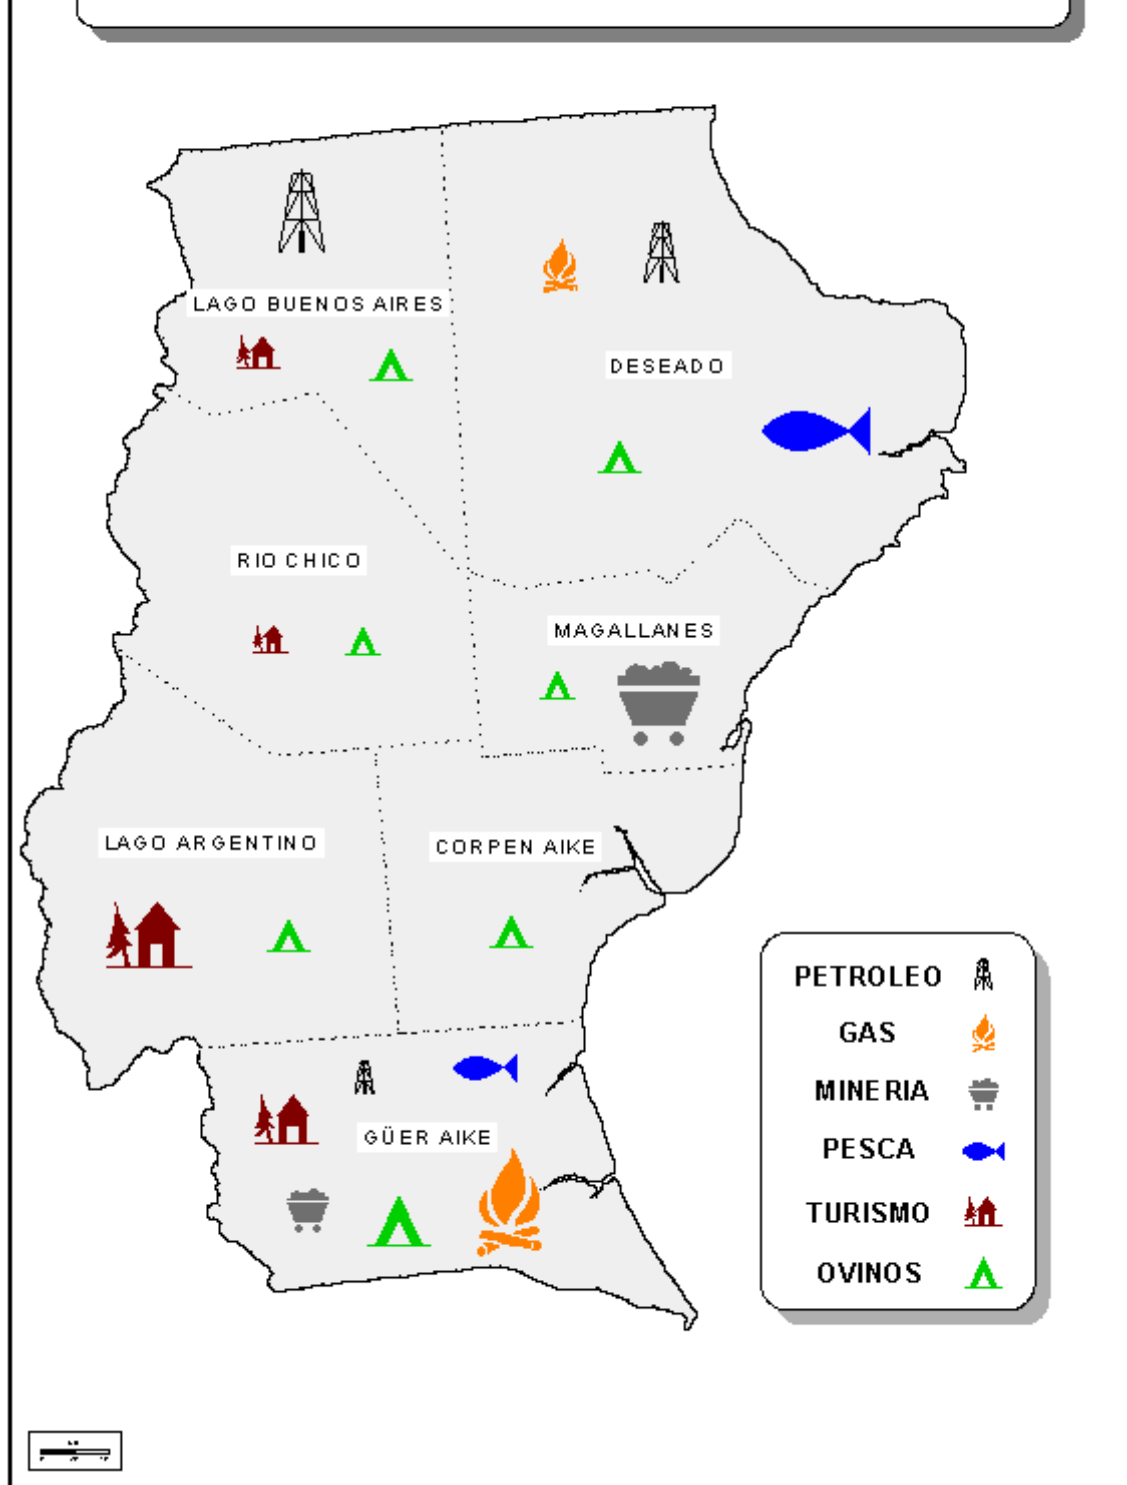 LAGO BUENOS AIRES
DESEADO
RIO CHICO
MAGALLANES
LAGO ARGENTINO
CORPEN AIKE
GÜER AIKE
PETROLEO
GAS
MINERIA
PESCA
TURISMO
OVINOS